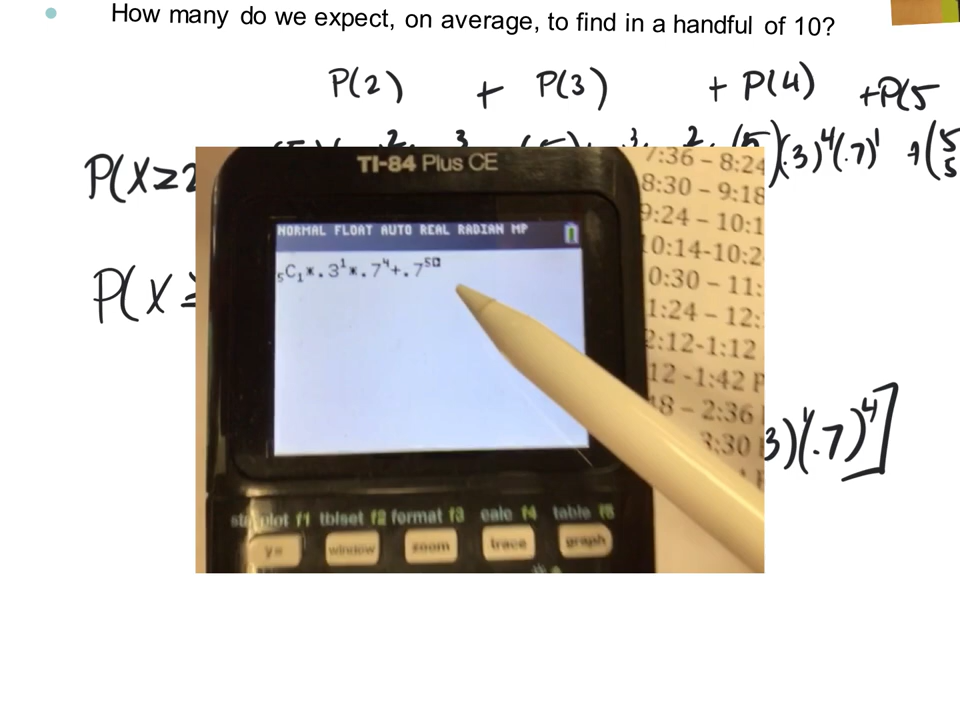 How many do we expect, on average, to find in a handful of 10?
P(2) + P(3) + P(4) +P(5
P(X≥2 )(.3)⁴(.7)¹ +(5 5
P(X≥
3)¹(.7)⁴]
TI-84 Plus CE
NORMAL FLOAT AUTO REAL RADIAN MP
₅C₁*.3¹*.7⁴+.7⁵
7:36 – 8:24
8:30 – 9:18
9:24 – 10:1
10:14-10:2
0:30 – 11:
1:24 – 12:
2:12-1:12
12 -1:42 P
18 – 2:36
3:30
plot f1 tblset f2 format f3 calc f4 table f5
y= window zoom trace graph